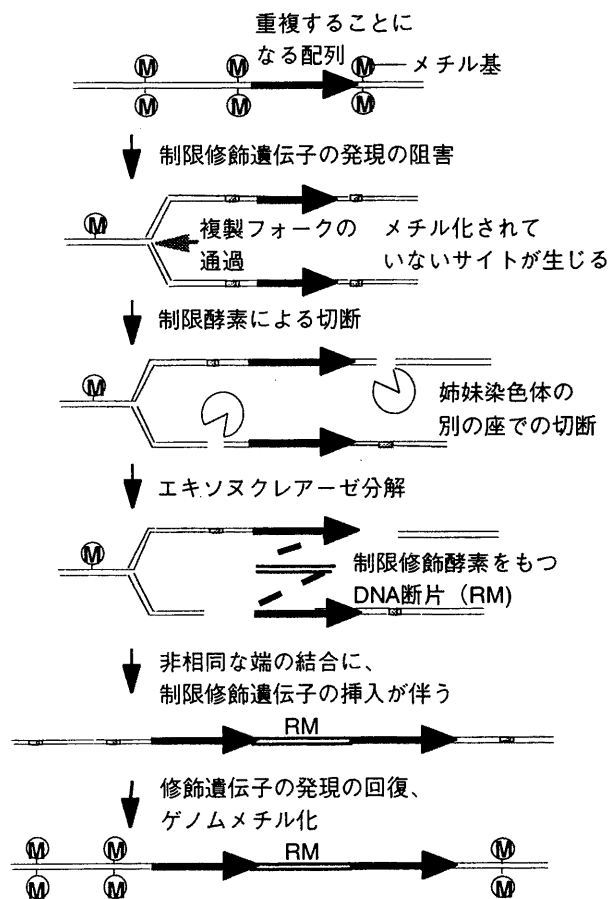 重複することに
なる配列
M M M メチル基
M M M
制限修飾遺伝子の発現の阻害
M
複製フォークの
通過
メチル化されて
いないサイトが生じる
制限酵素による切断
M
姉妹染色体の
別の座での切断
エキソヌクレアーゼ分解
M
制限修飾酵素をもつ
DNA断片（RM)
非相同な端の結合に、
制限修飾遺伝子の挿入が伴う
RM
修飾遺伝子の発現の回復、
ゲノムメチル化
M M RM M
M M M